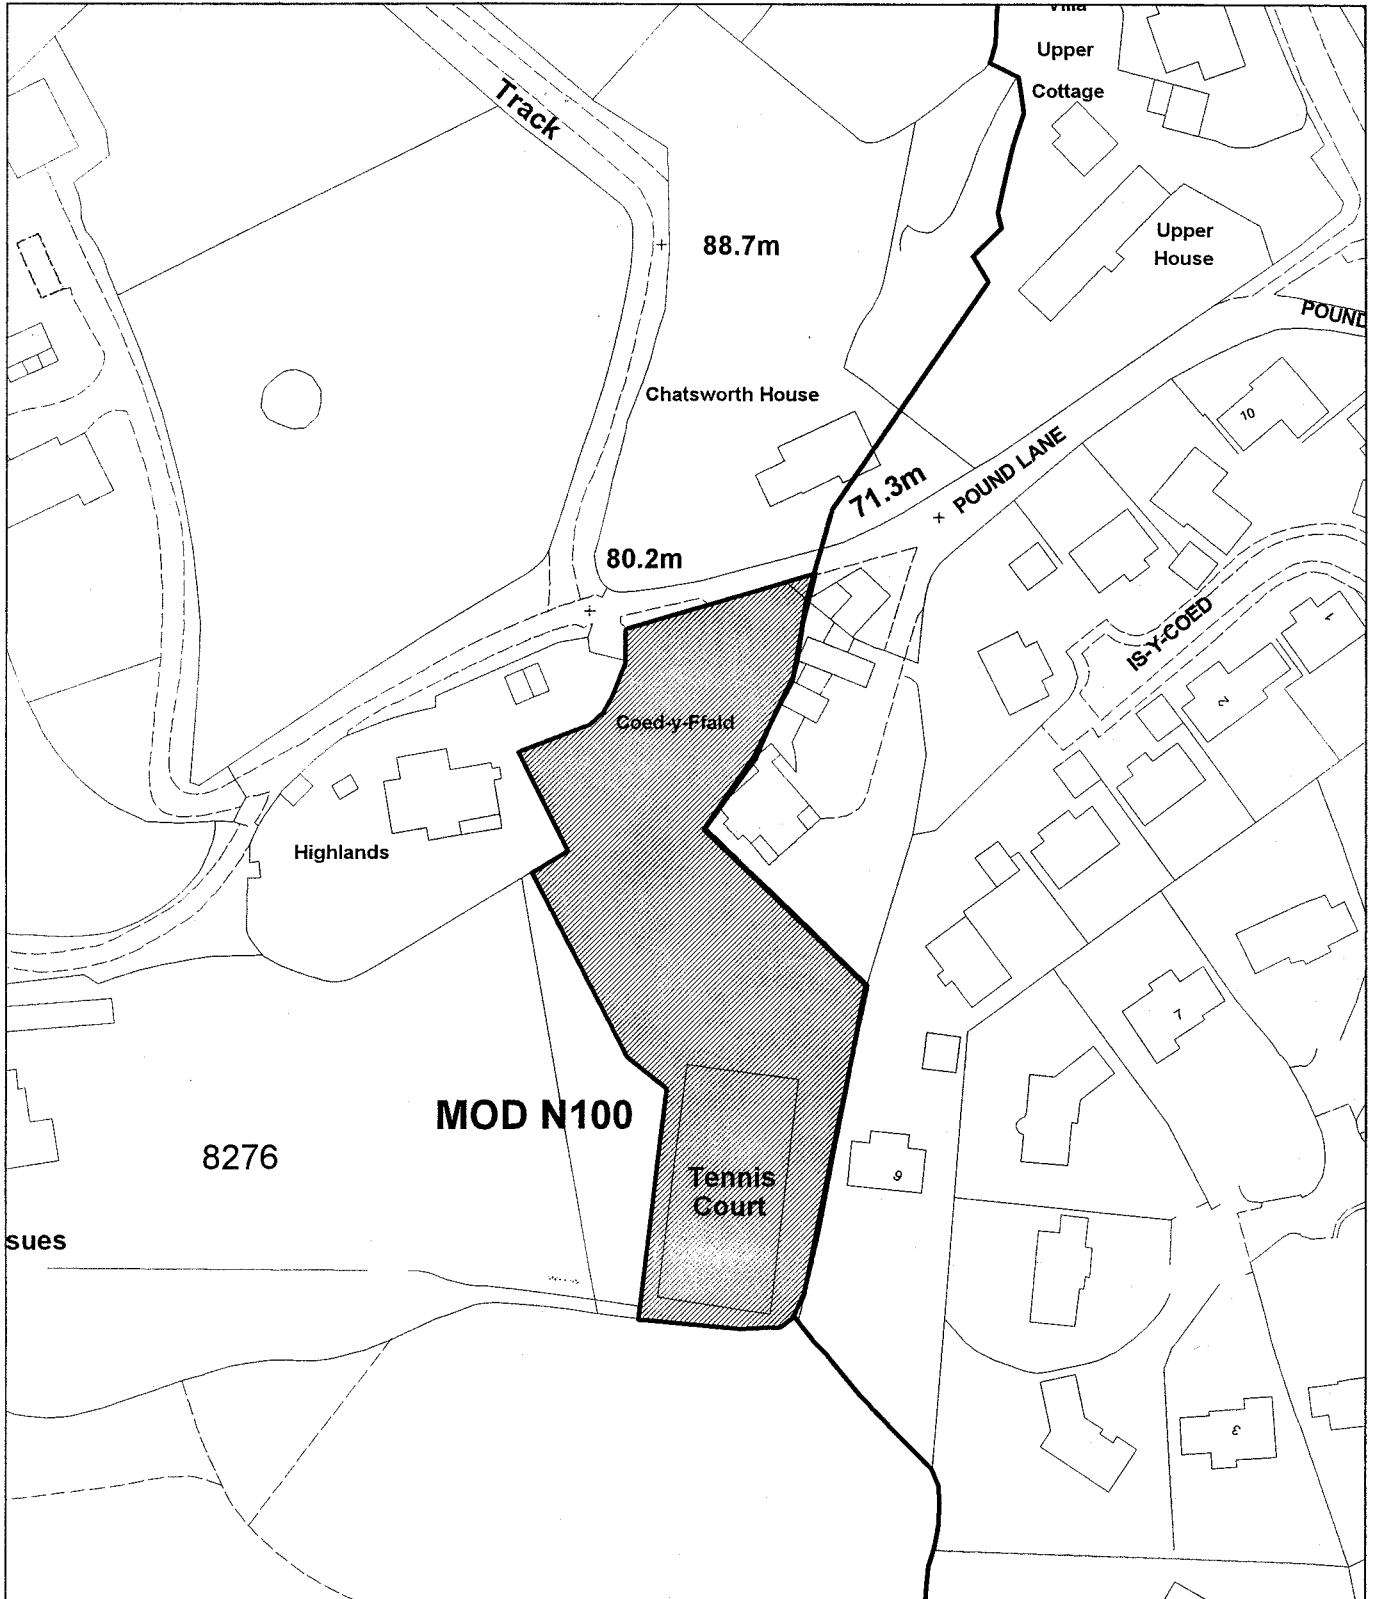 Villa
Upper
Cottage
Track
Upper
House
88.7m
POUND
Chatsworth House
10
POUND LANE
71.3m
80.2m
IS-Y-COED
1
2
Coed-y-Ffald
Highlands
7
MOD N100
8276
Tennis
Court
9
sues
3